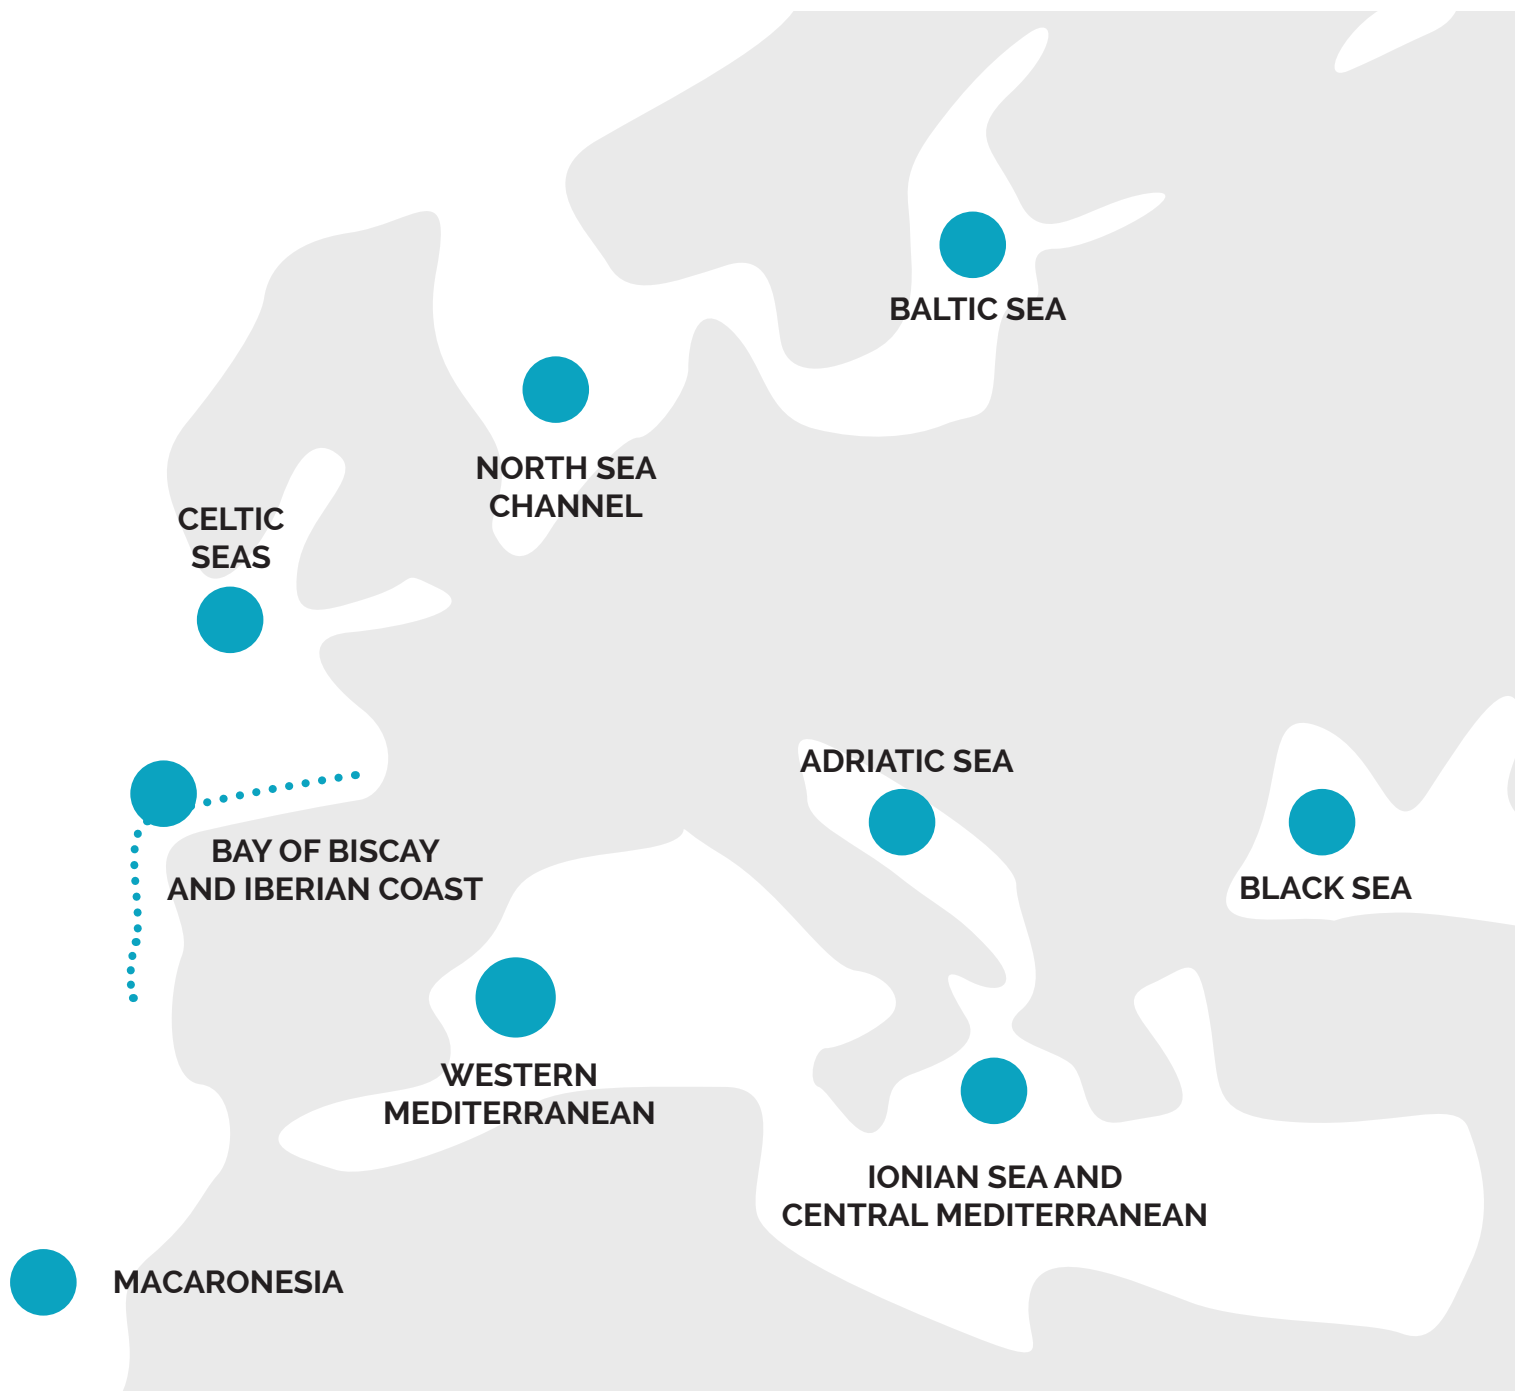 BALTIC SEA
NORTH SEA
CHANNEL
CELTIC
SEAS
ADRIATIC SEA
BAY OF BISCAY
AND IBERIAN COAST
BLACK SEA
WESTERN
MEDITERRANEAN
IONIAN SEA AND
CENTRAL MEDITERRANEAN
MACARONESIA